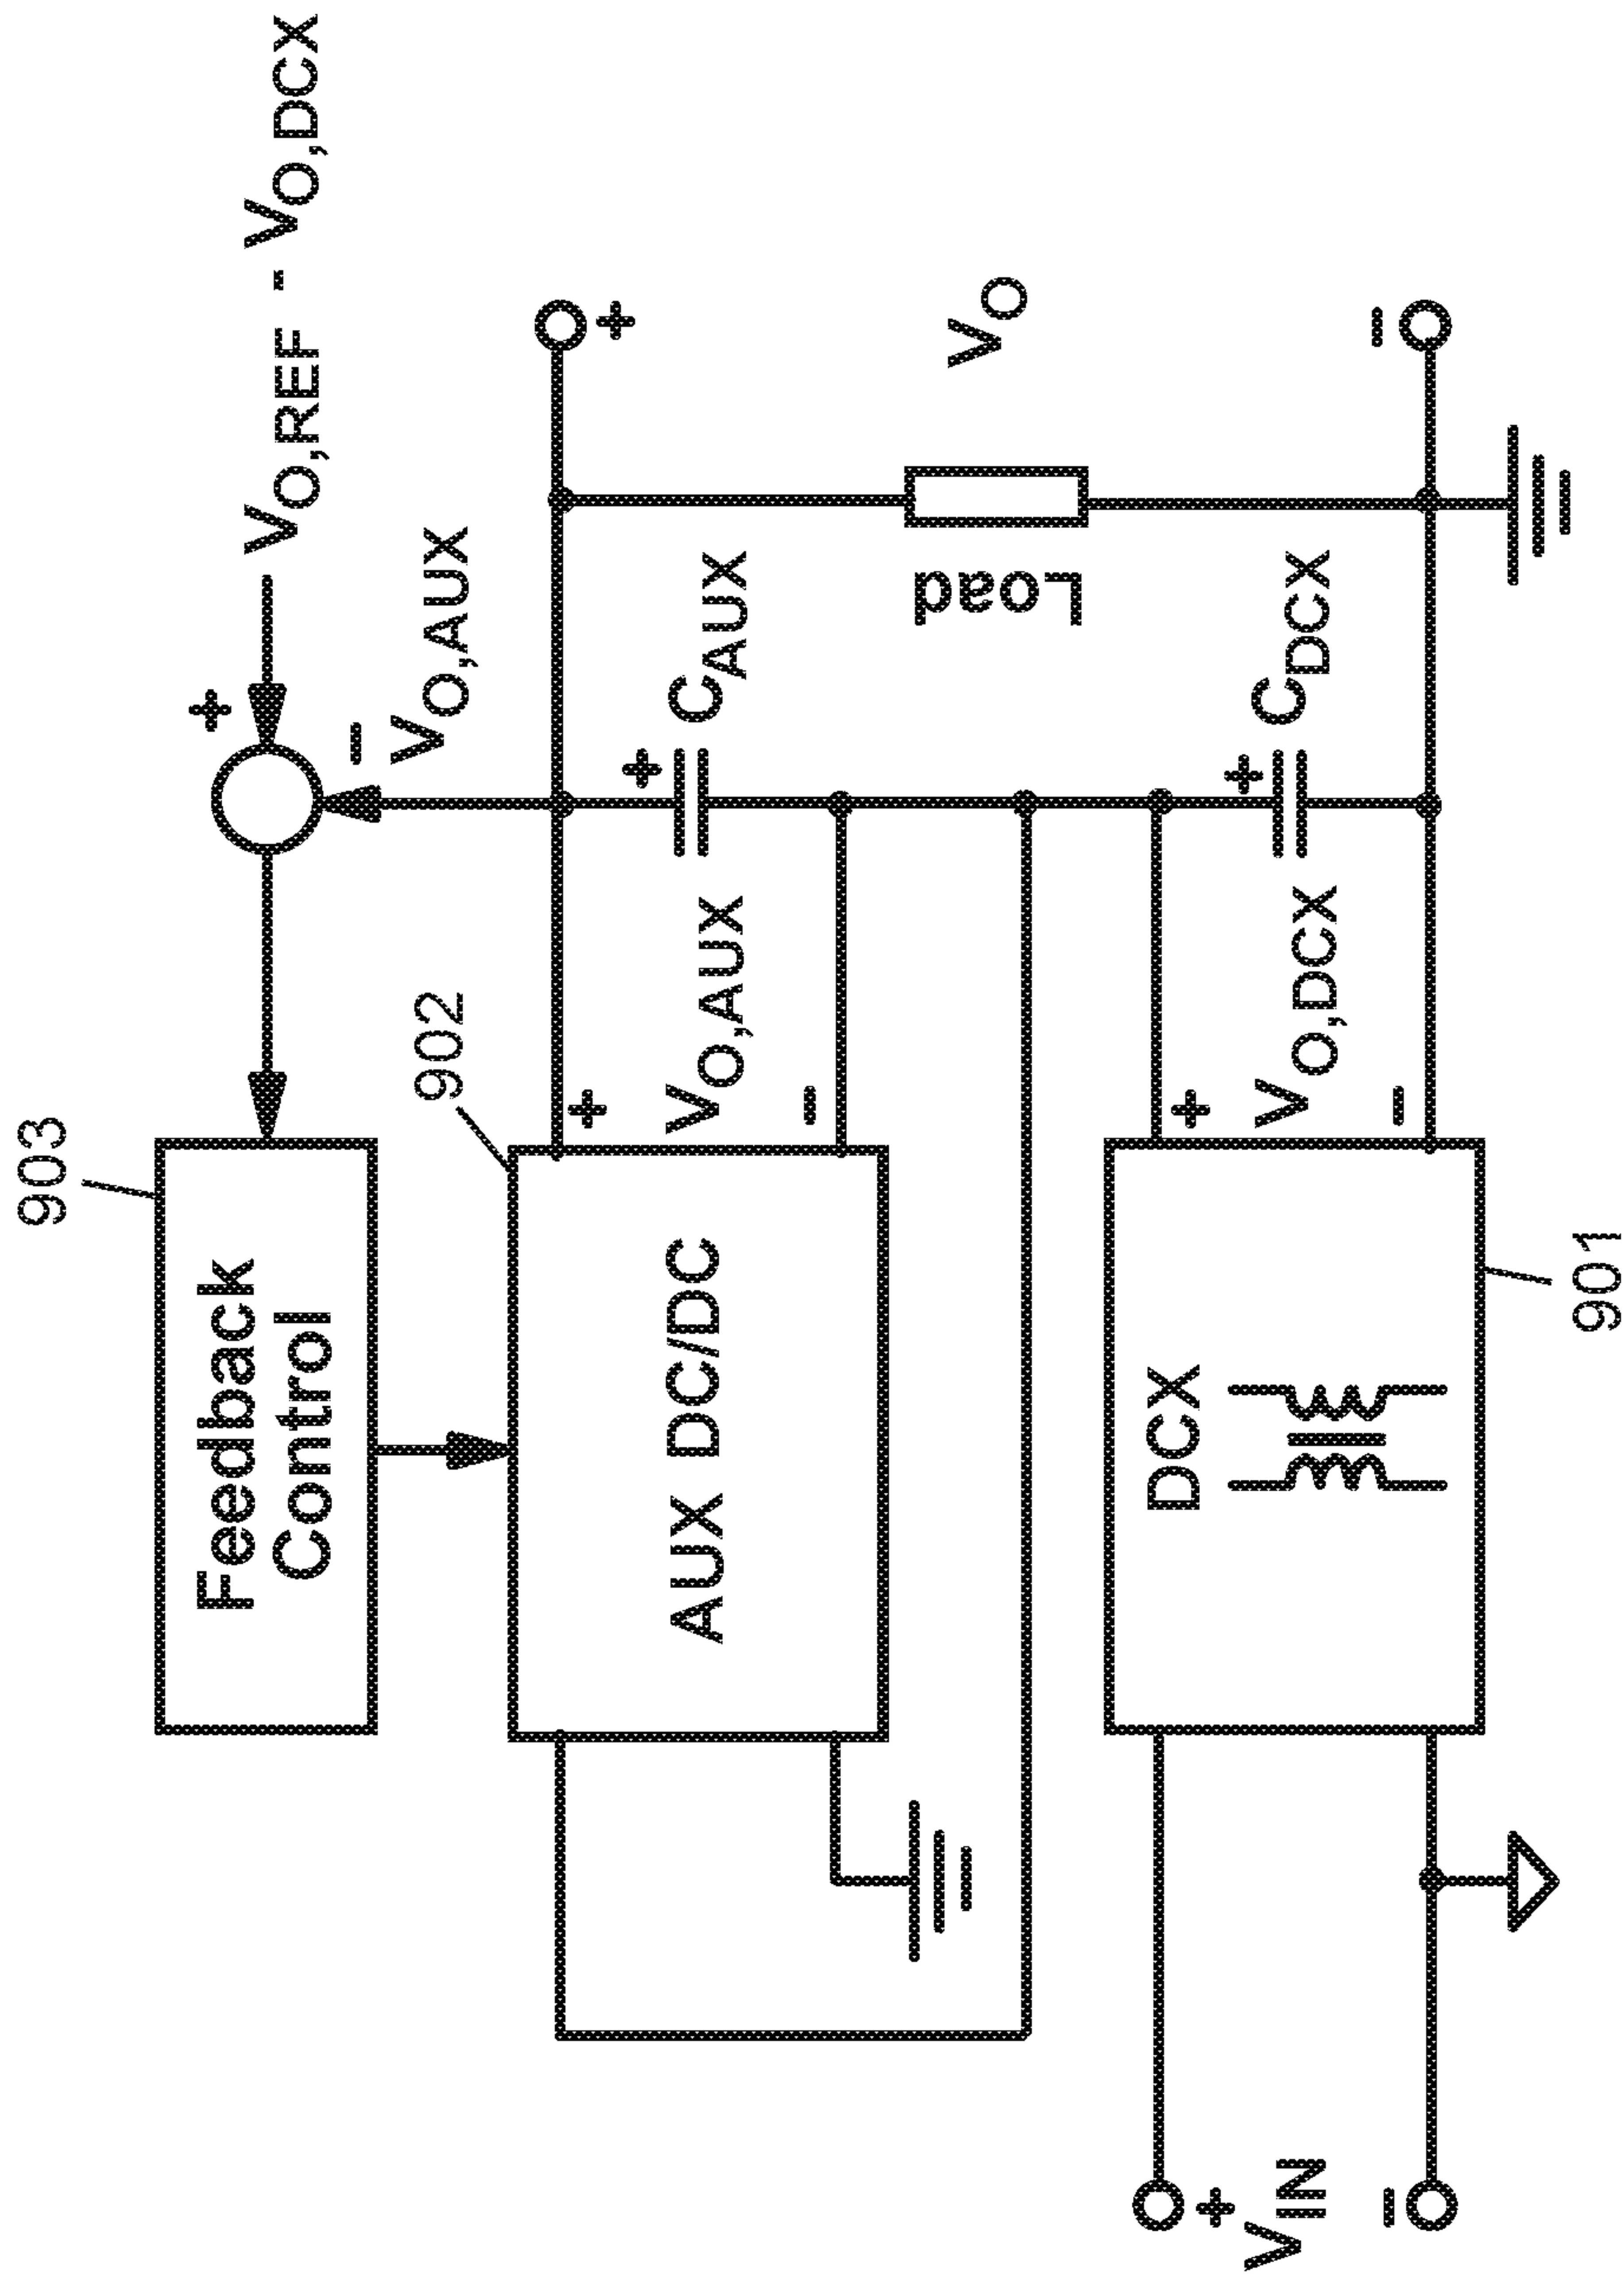 903
Feedback
Control
V_O,REF - V_O,DCX
+
-
V_O,AUX
902
AUX DC/DC
+
V_O,AUX
-
+
C_AUX
Load
+
V_O
-
DCX
+
V_O,DCX
-
+
C_DCX
901
+
V_IN
-